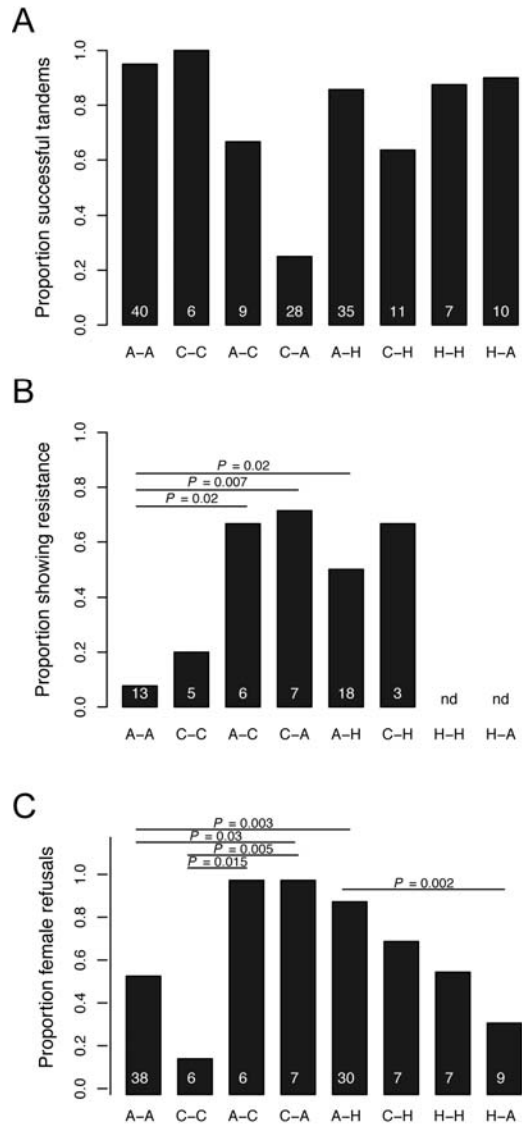 A
Proportion successful tandems
1.0
0.8
0.6
0.4
0.2
0.0
40 6 9 28 35 11 7 10
A–A C–C A–C C–A A–H C–H H–H H–A
B
Proportion showing resistance
1.0
0.8
0.6
0.4
0.2
0.0
P = 0.02
P = 0.007
P = 0.02
13 5 6 7 18 3 nd nd
A–A C–C A–C C–A A–H C–H H–H H–A
C
Proportion female refusals
1.0
0.8
0.6
0.4
0.2
0.0
P = 0.003
P = 0.03
P = 0.005
P = 0.015
P = 0.002
38 6 6 7 30 7 7 9
A–A C–C A–C C–A A–H C–H H–H H–A